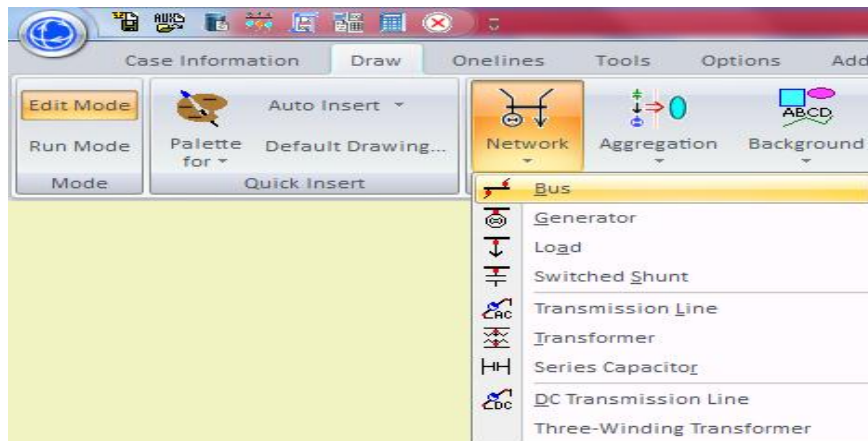 Case Information Draw Onelines Tools Options Add
Edit Mode
Run Mode
Mode
Palette for
Auto Insert
Default Drawing...
Quick Insert
Network
Aggregation
ABCD
Background
Bus
Generator
Load
Switched Shunt
AC
Transmission Line
Transformer
Series Capacitor
DC
DC Transmission Line
Three-Winding Transformer